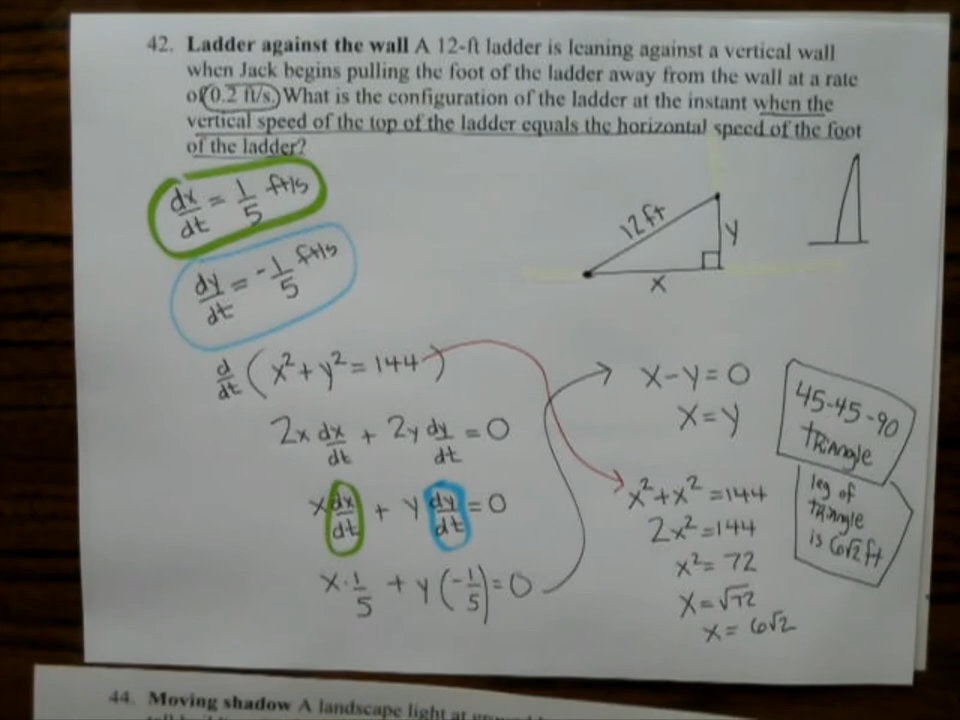 42. Ladder against the wall A 12-ft ladder is leaning against a vertical wall
when Jack begins pulling the foot of the ladder away from the wall at a rate
of 0.2 ft/s. What is the configuration of the ladder at the instant when the
vertical speed of the top of the ladder equals the horizontal speed of the foot
of the ladder?
dx/dt = 1/5 ft/s
dy/dt = -1/5 ft/s
12ft
y
x
d/dt (x² + y² = 144)
2x dx/dt + 2y dy/dt = 0
x dx/dt + y dy/dt = 0
x · 1/5 + y (-1/5) = 0
x - y = 0
x = y
x² + x² = 144
2x² = 144
x² = 72
x = √72
x = 6√2
45-45-90
TRiANgle
leg of
TRiANgle
is 6√2 ft
44. Moving shadow A landscape light at